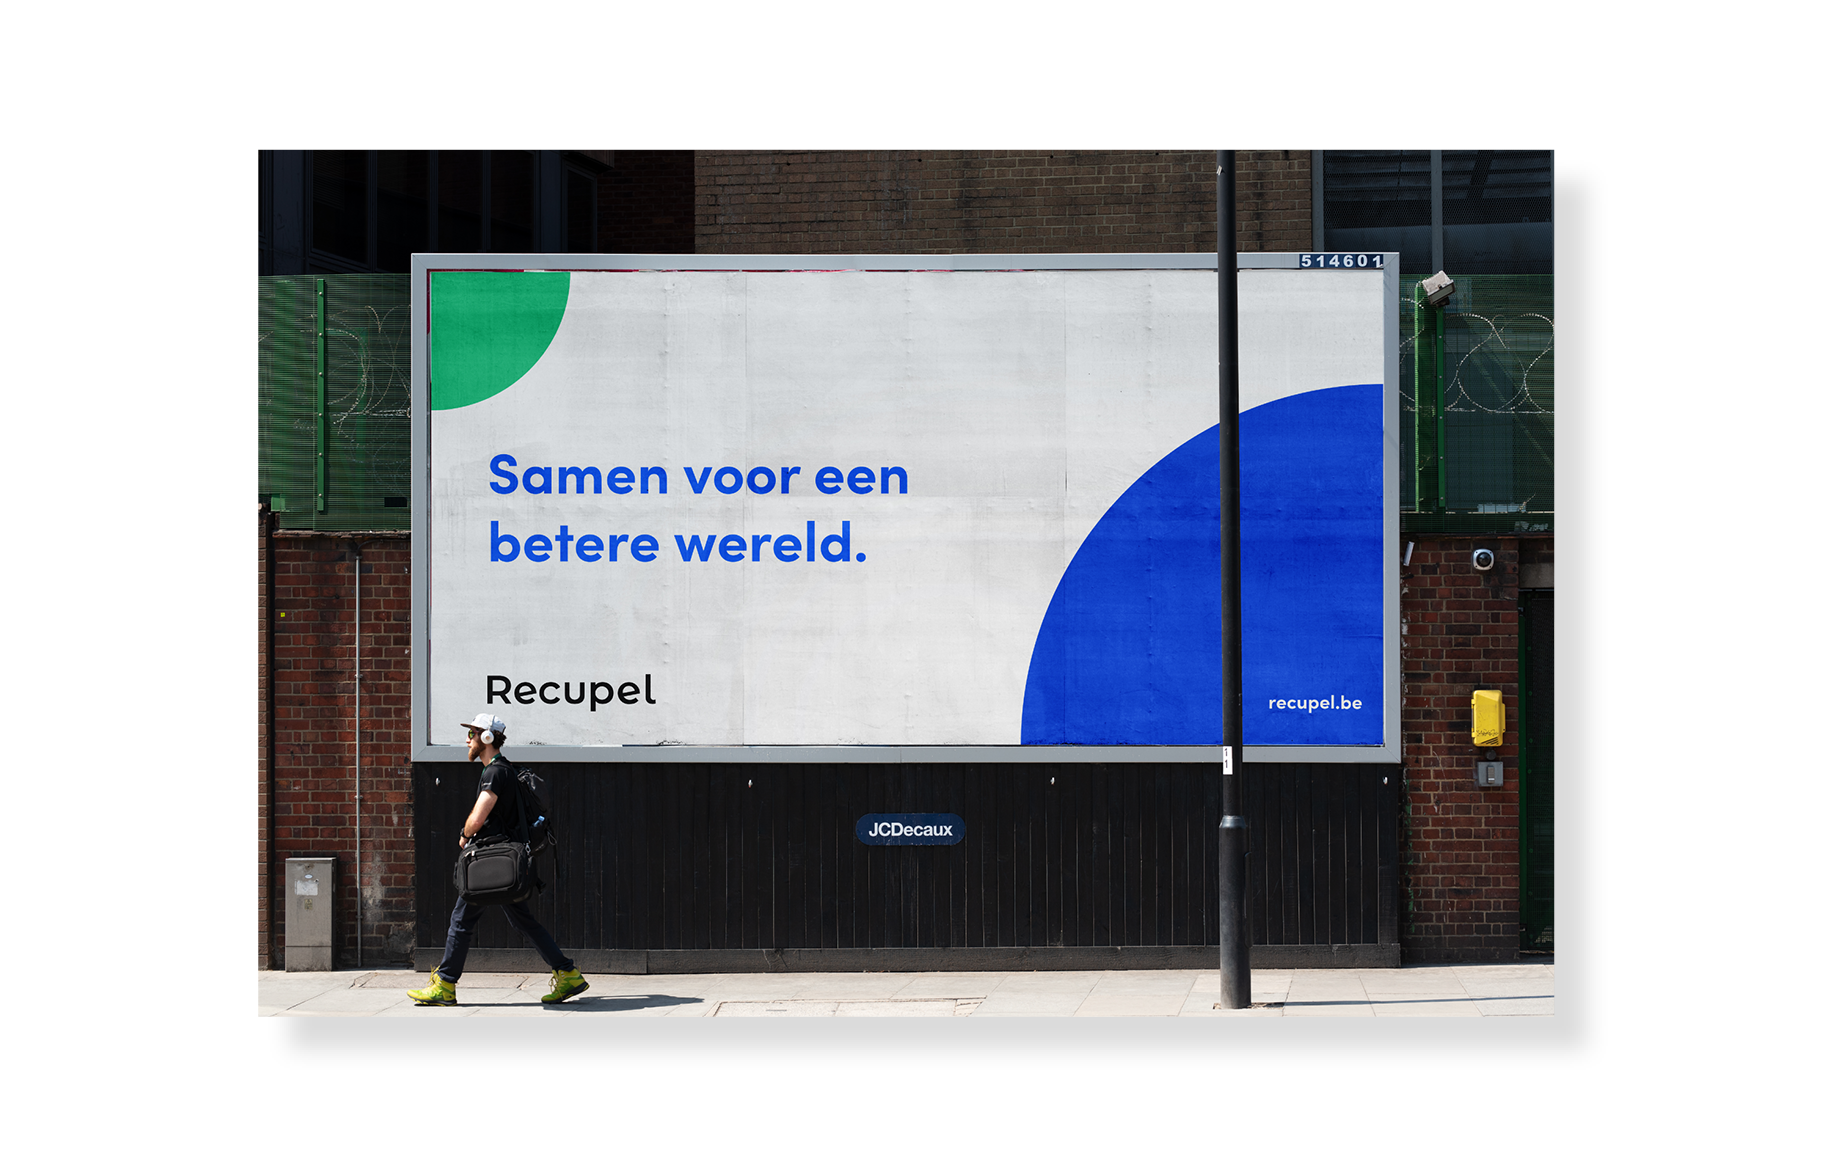 514601
Samen voor een
betere wereld.
Recupel
recupel.be
JCDecaux